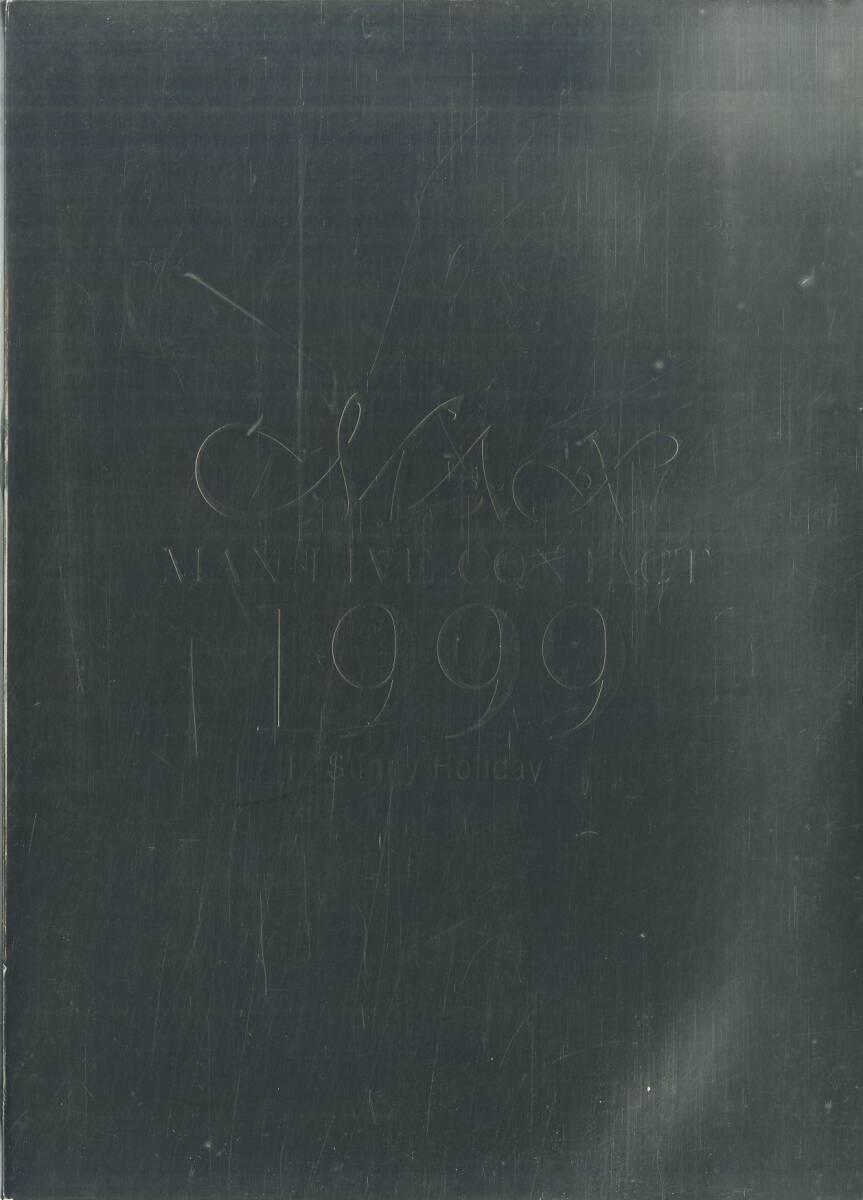 MAX
MAX LIVE CONTACT
1999
Sunny Holiday